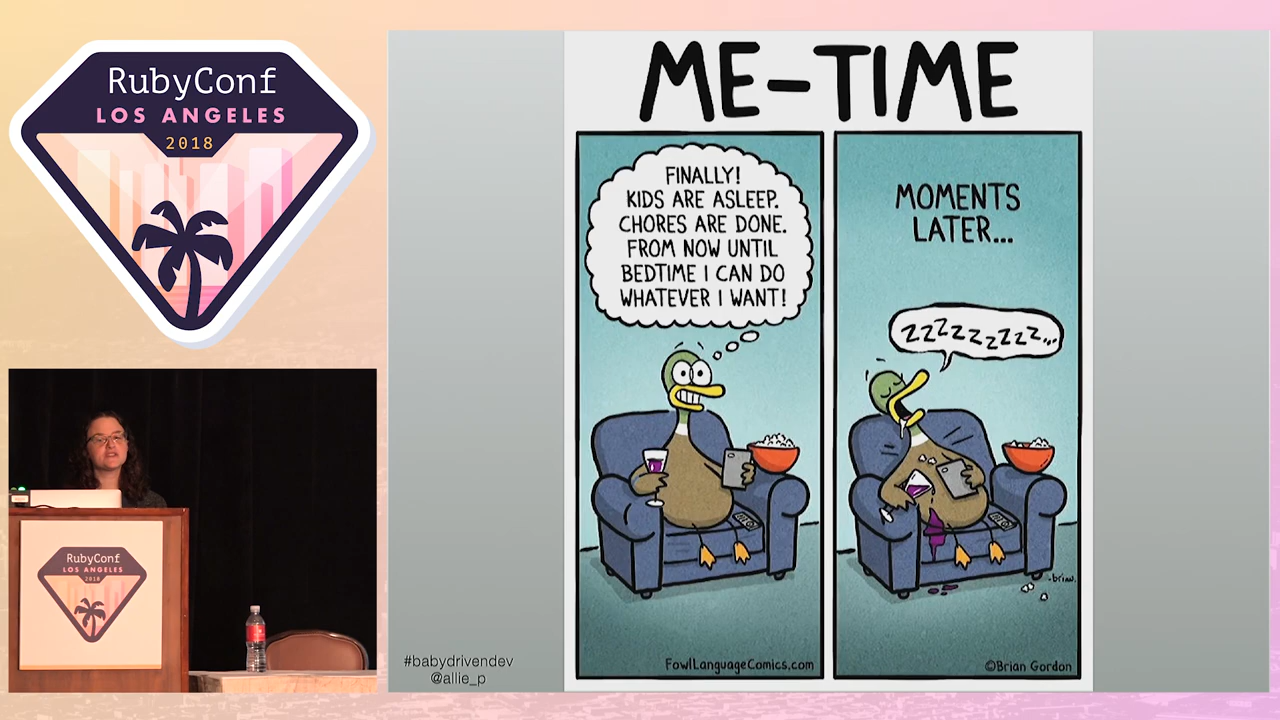 RubyConf
LOS ANGELES
2018
RubyConf
LOS ANGELES
2018
#babydrivendev
@allie_p
ME-TIME
FINALLY!
KIDS ARE ASLEEP.
CHORES ARE DONE.
FROM NOW UNTIL
BEDTIME I CAN DO
WHATEVER I WANT!
FowlLanguageComics.com
MOMENTS
LATER...
ZZZZZZZZZ...
-brian.
©Brian Gordon